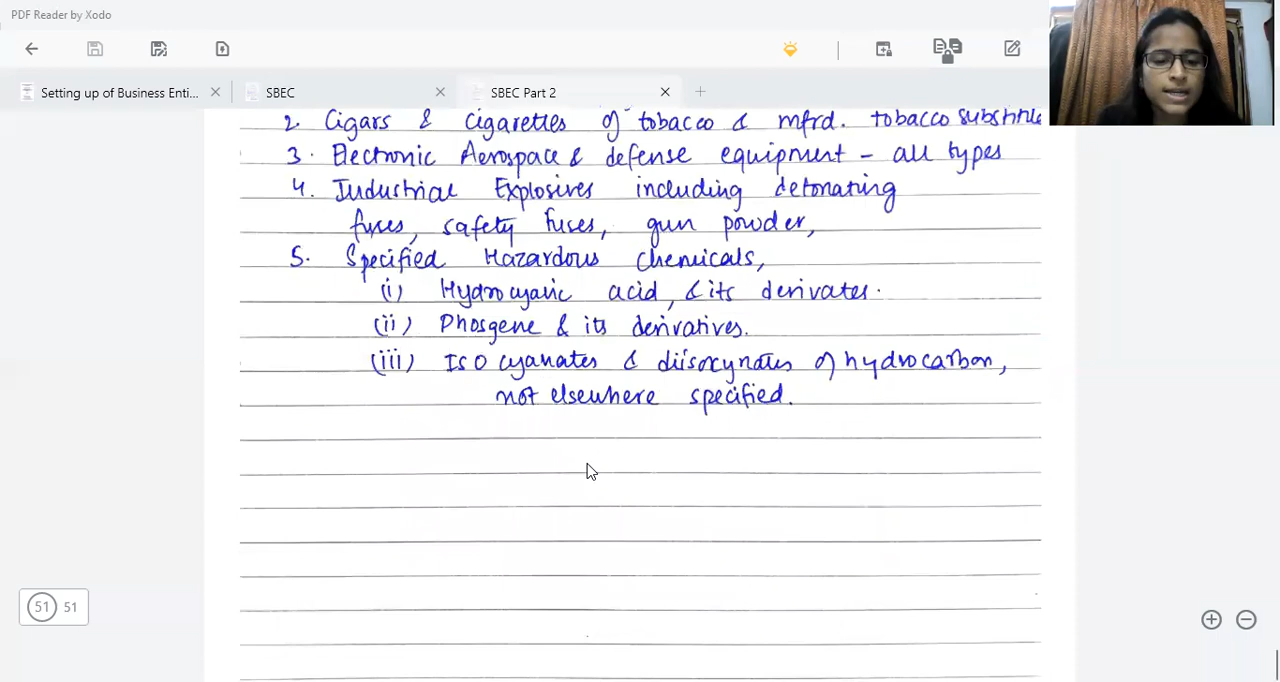 PDF Reader by Xodo
Setting up of Business Enti...
SBEC
SBEC Part 2
2. Cigars & cigarettes of tobacco & mfrd. tobacco substitute
3. Electronic Aerospace & defense equipment - all types
4. Industrial Explosives including detonating
fuses, safety fuses, gun powder,
5. Specified Hazardous chemicals,
(i) Hydrocyanic acid, & its derivates.
(ii) Phosgene & its derivatives.
(iii) Iso cyanates & diisocynates of hydrocarbon,
not elsewhere specified.
51 51